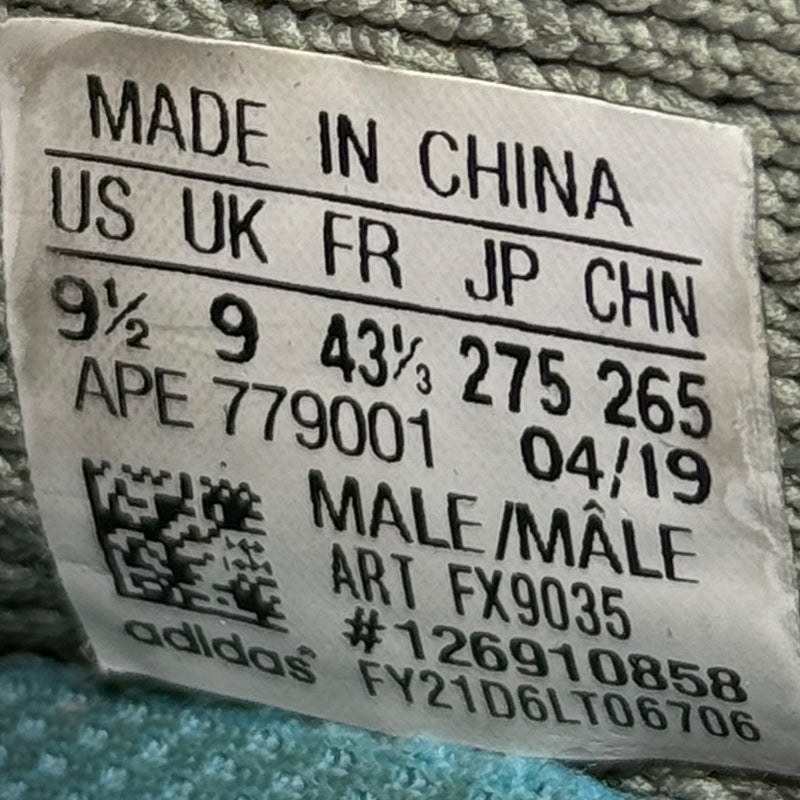 MADE IN CHINA
US UK FR JP CHN
9½ 9 43⅓ 275 265
APE 779001 04/19
MALE/MÂLE
ART FX9035
#126910858
adidas FY21D6LT06706